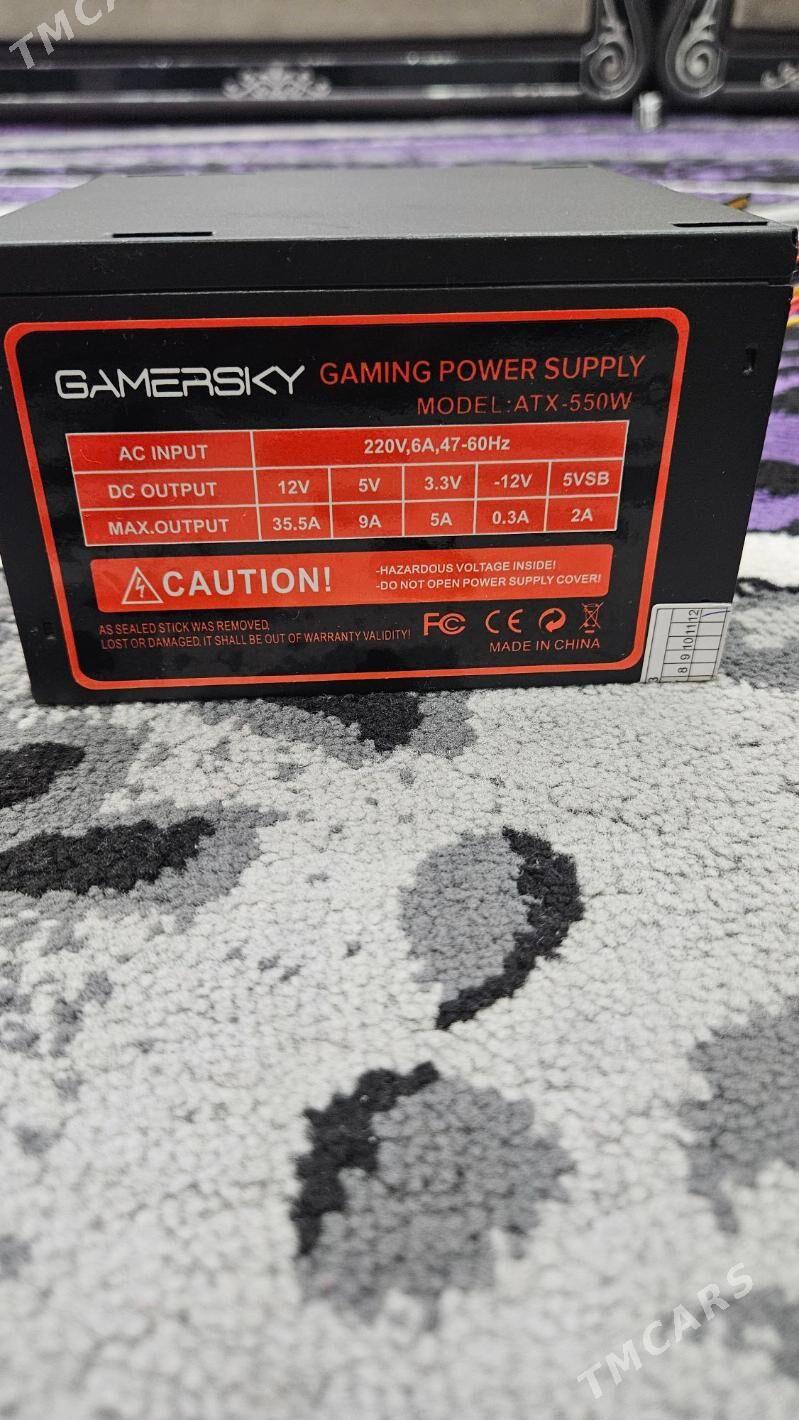 TMCA
GAMERSKY GAMING POWER SUPPLY
MODEL:ATX-550W
AC INPUT 220V,6A,47-60Hz
DC OUTPUT 12V 5V 3.3V -12V 5VSB
MAX.OUTPUT 35.5A 9A 5A 0.3A 2A
CAUTION!
-HAZARDOUS VOLTAGE INSIDE!
-DO NOT OPEN POWER SUPPLY COVER!
AS SEALED STICK WAS REMOVED,
LOST OR DAMAGED, IT SHALL BE OUT OF WARRANTY VALIDITY!
FC CE
MADE IN CHINA
8 9 10 11 12
TMCARS